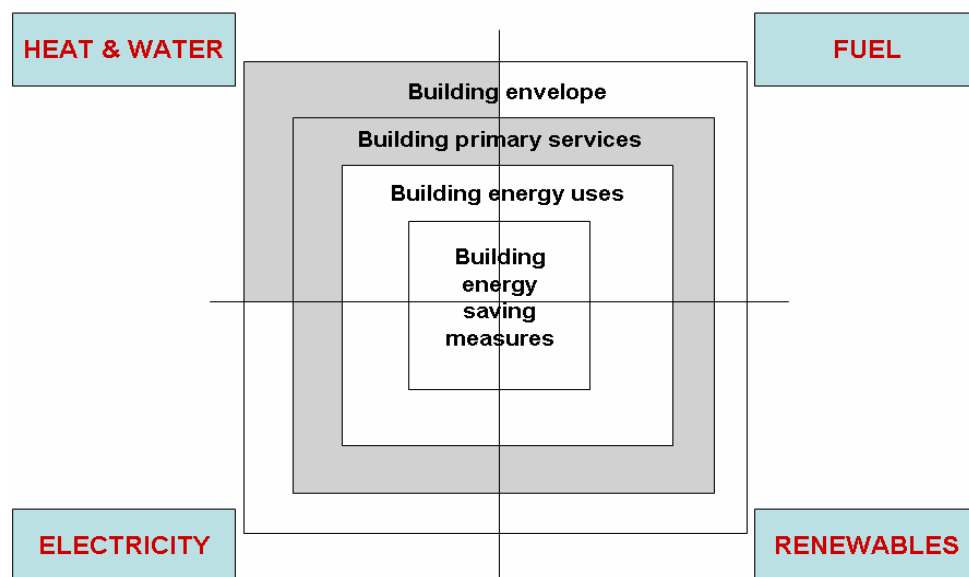 HEAT & WATER
FUEL
Building envelope
Building primary services
Building energy uses
Building
energy
saving
measures
ELECTRICITY
RENEWABLES